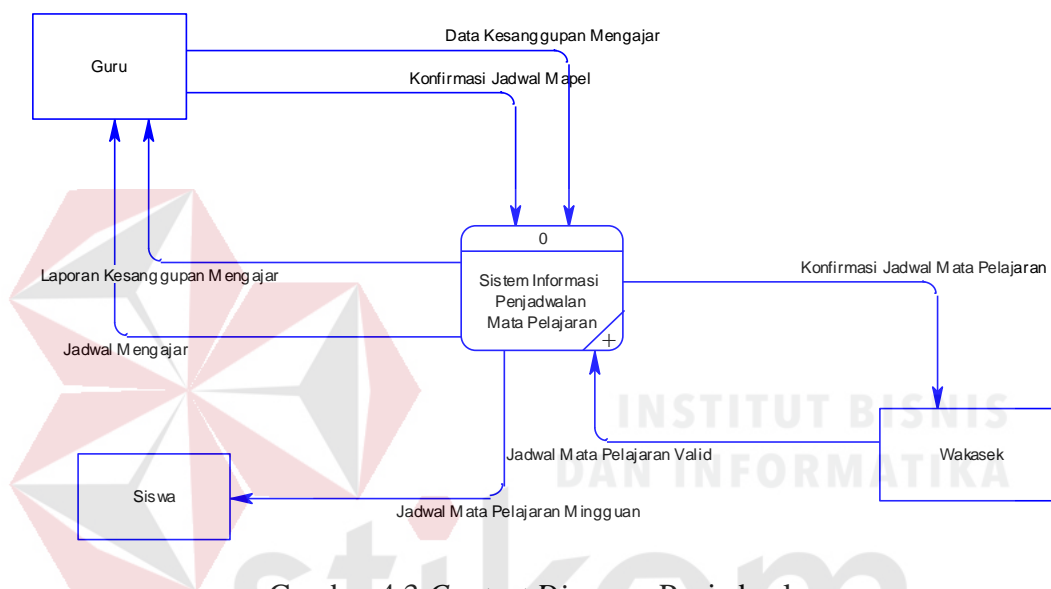 Data Kesanggupan Mengajar
Guru
Konfirmasi Jadwal Mapel
0
Sistem Informasi
Penjadwalan
Mata Pelajaran
+
Laporan Kesanggupan Mengajar
Konfirmasi Jadwal Mata Pelajaran
Jadwal Mengajar
INSTITUT BISNIS
DAN INFORMATIKA
Jadwal Mata Pelajaran Valid
Wakasek
Siswa
Jadwal Mata Pelajaran Mingguan
stikom